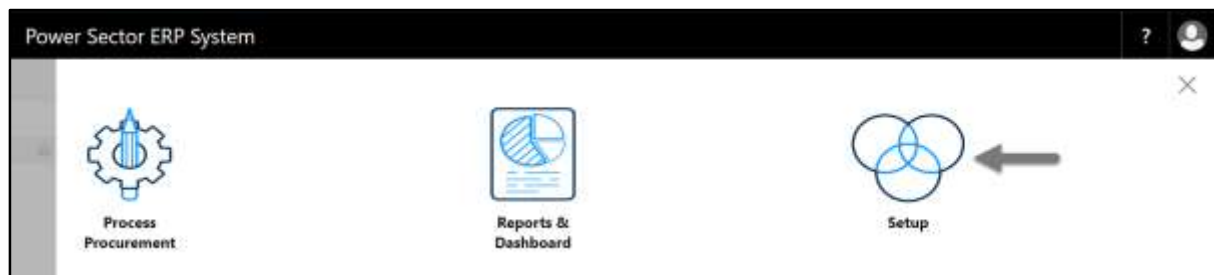 Power Sector ERP System ?
Process
Procurement
Reports &
Dashboard
Setup